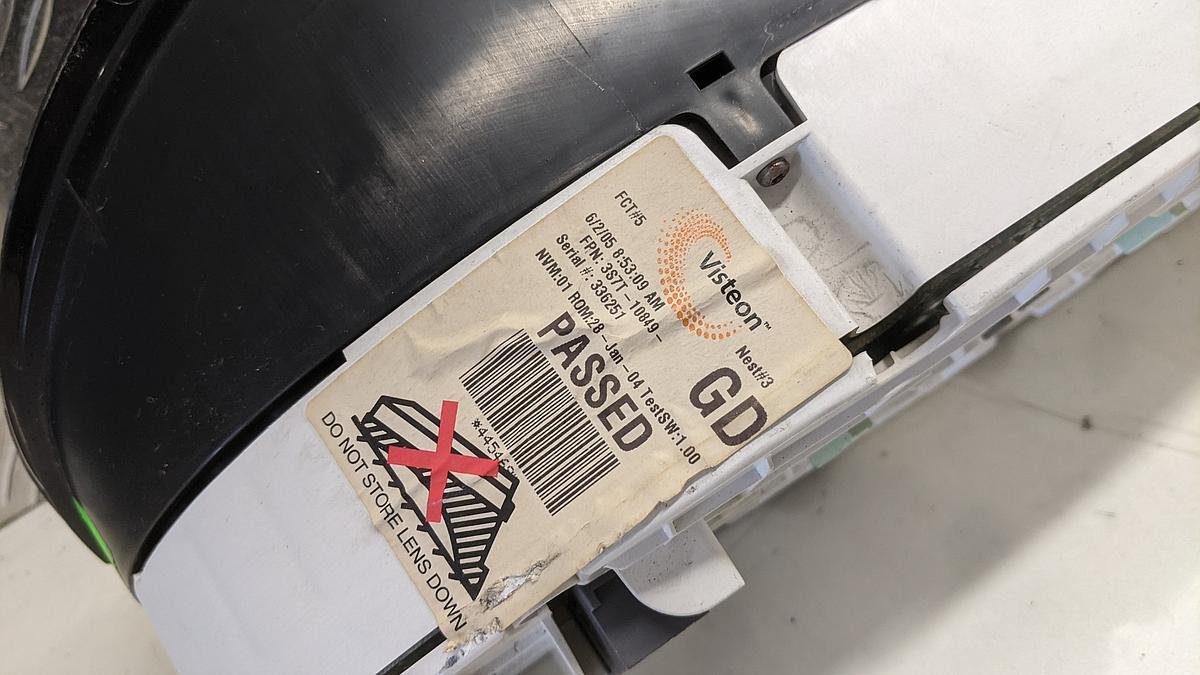 FCT#5
Visteon™
Nest#3
6/2/05 8:53:09 AM
FPN: 3S7T-10849-
Serial #: 336251
NVM:01 ROM:28-Jan-04 TestSW:1.00
GD
PASSED
DO NOT STORE LENS DOWN